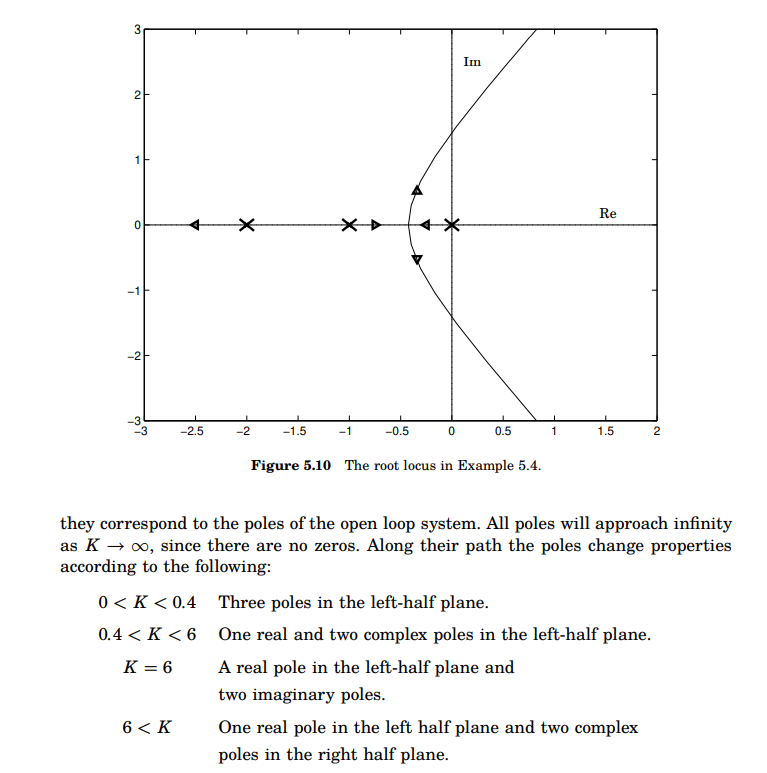 3
Im
2
1
Re
0
−1
−2
−3
−3 −2.5 −2 −1.5 −1 −0.5 0 0.5 1 1.5 2
Figure 5.10 The root locus in Example 5.4.
they correspond to the poles of the open loop system. All poles will approach infinity
as K → ∞, since there are no zeros. Along their path the poles change properties
according to the following:
0 < K < 0.4 Three poles in the left-half plane.
0.4 < K < 6 One real and two complex poles in the left-half plane.
K = 6 A real pole in the left-half plane and
two imaginary poles.
6 < K One real pole in the left half plane and two complex
poles in the right half plane.